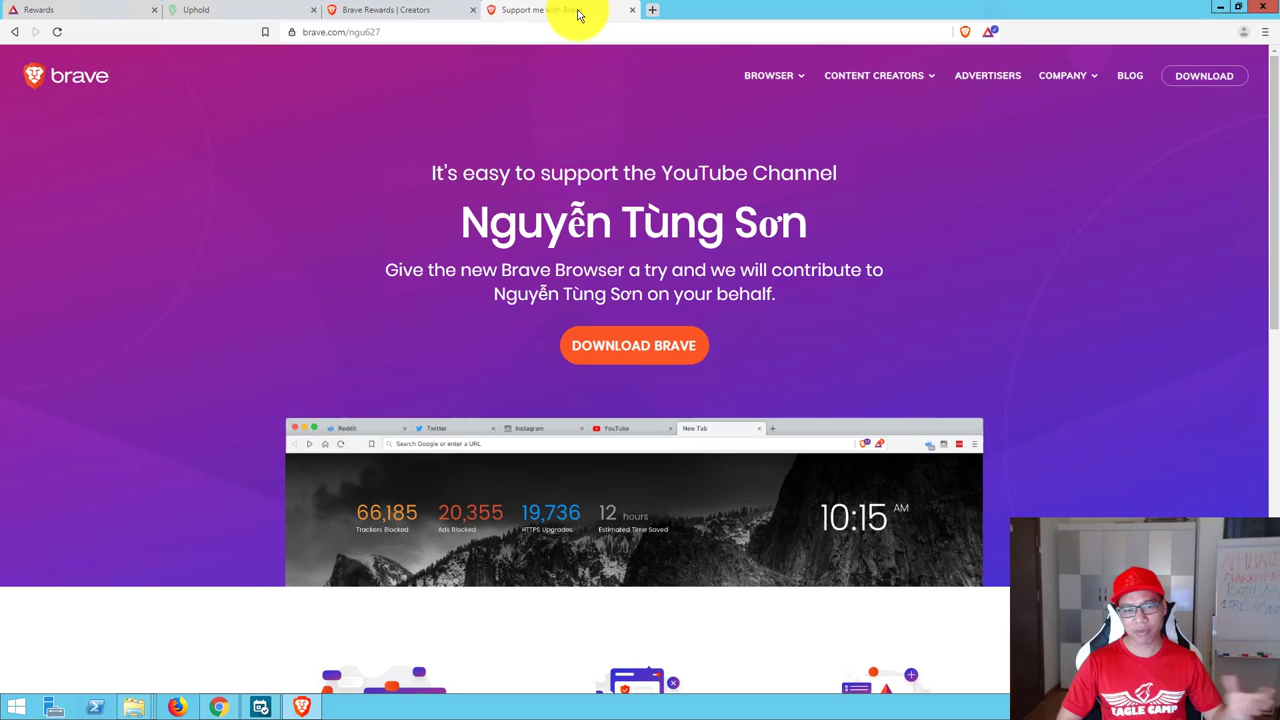 Rewards
Uphold
Brave Rewards | Creators
Support me with Brave
brave.com/ngu627
brave
BROWSER
CONTENT CREATORS
ADVERTISERS
COMPANY
BLOG
DOWNLOAD
It's easy to support the YouTube Channel
Nguyễn Tùng Sơn
Give the new Brave Browser a try and we will contribute to
Nguyễn Tùng Sơn on your behalf.
DOWNLOAD BRAVE
Reddit
Twitter
Instagram
YouTube
New Tab
Search Google or enter a URL
66,185
20,355
19,736
12 hours
Trackers Blocked
Ads Blocked
HTTPS Upgrades
Estimated Time Saved
10:15 AM
EAGLE CAMP